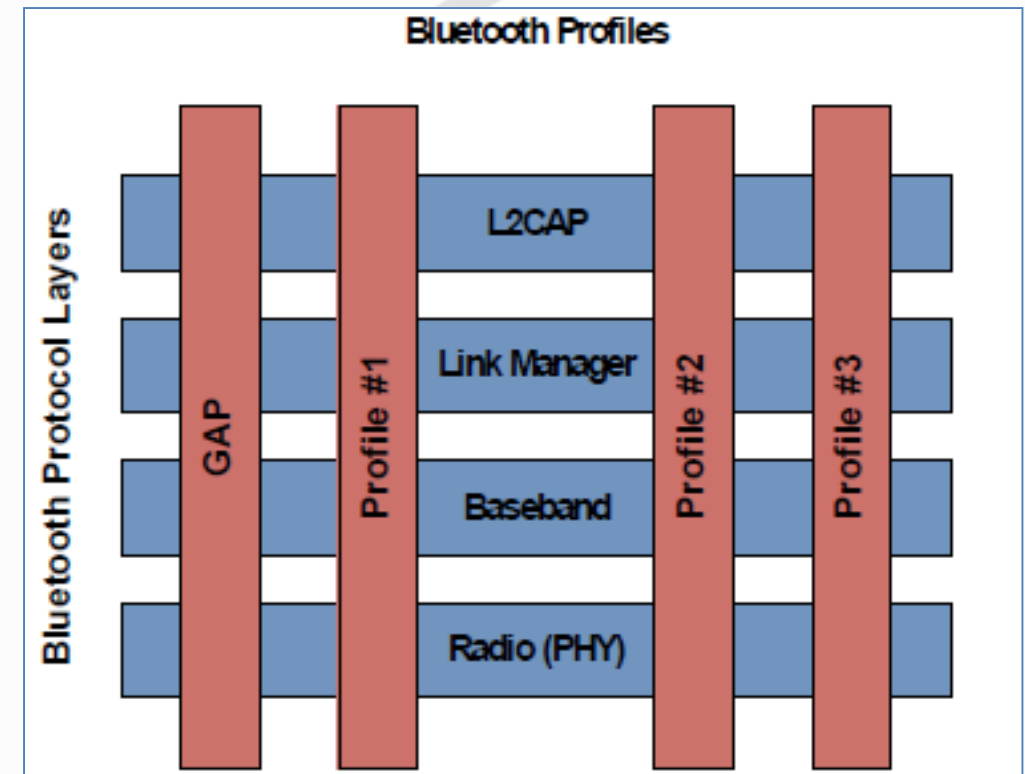 Bluetooth Profiles
Bluetooth Protocol Layers
GAP
Profile #1
Profile #2
Profile #3
L2CAP
Link Manager
Baseband
Radio (PHY)